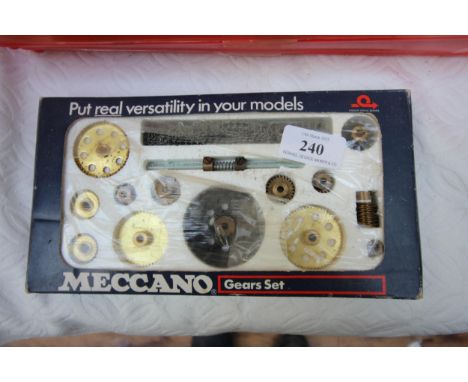 Put real versatility in your models
240
MECCANO®
Gears Set